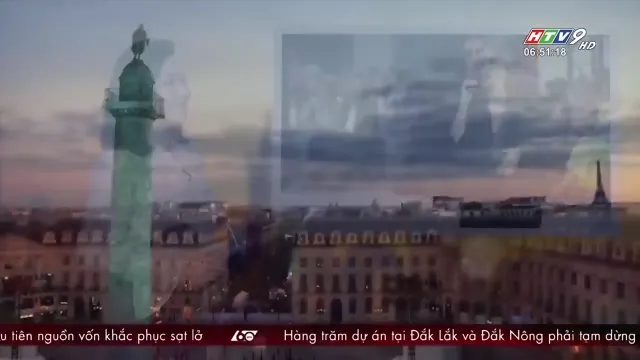 HTV9 HD
06:51:18
u tiên nguồn vốn khắc phục sạt lở 60 Hàng trăm dự án tại Đắk Lắk và Đắk Nông phải tạm dừng